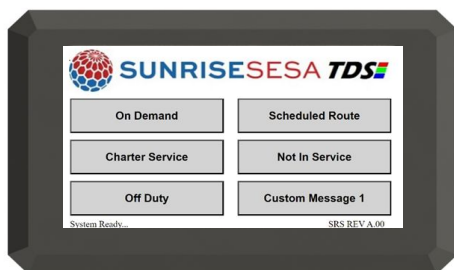 SUNRISESESA TDS
On Demand Scheduled Route
Charter Service Not In Service
Off Duty Custom Message 1
System Ready... SRS REV A.00